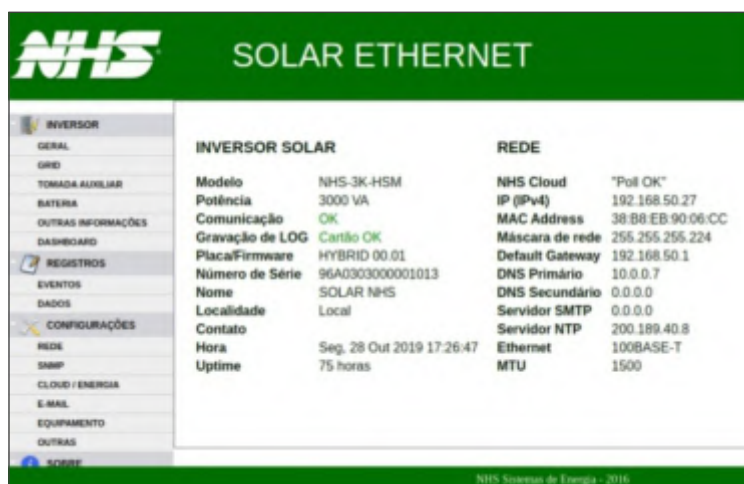 NHS
SOLAR ETHERNET
INVERSOR
GERAL
GRID
TOMADA AUXILIAR
BATERIA
OUTRAS INFORMAÇÕES
DASHBOARD
REGISTROS
EVENTOS
DADOS
CONFIGURAÇÕES
REDE
SNMP
CLOUD / ENERGIA
E-MAIL
EQUIPAMENTO
OUTRAS
SOBRE
INVERSOR SOLAR
Modelo NHS-3K-HSM
Potência 3000 VA
Comunicação OK
Gravação de LOG Cartão OK
Placa/Firmware HYBRID 00.01
Número de Série 96A0303000001013
Nome SOLAR NHS
Localidade Local
Contato
Hora Seg, 28 Out 2019 17:26:47
Uptime 75 horas
REDE
NHS Cloud "Poll OK"
IP (IPv4) 192.168.50.27
MAC Address 38:B8:EB:90:06:CC
Máscara de rede 255.255.255.224
Default Gateway 192.168.50.1
DNS Primário 10.0.0.7
DNS Secundário 0.0.0.0
Servidor SMTP 0.0.0.0
Servidor NTP 200.189.40.8
Ethernet 100BASE-T
MTU 1500
NHS Sistemas de Energia - 2016